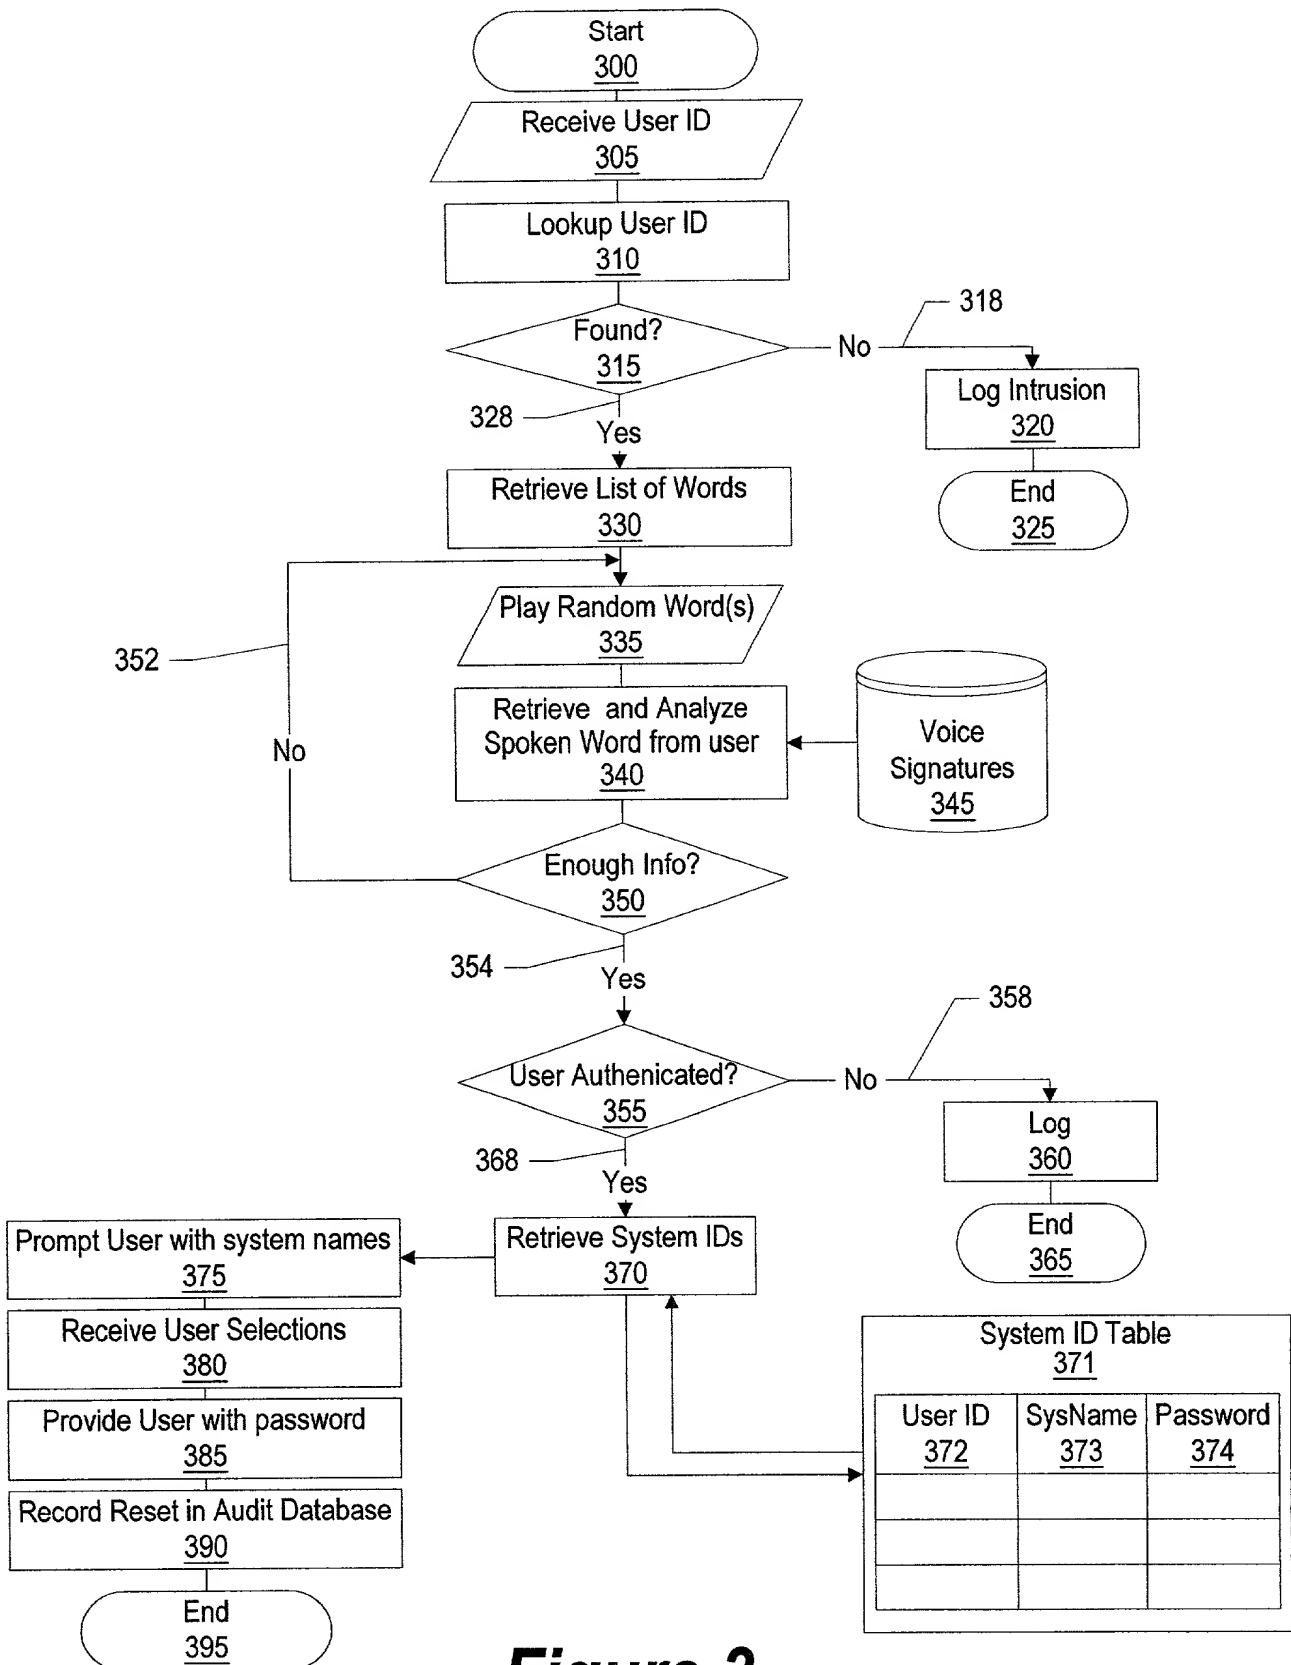 Start
300
Receive User ID
305
Lookup User ID
310
Found?
315
No
318
Log Intrusion
320
End
325
328
Yes
Retrieve List of Words
330
Play Random Word(s)
335
352
No
Retrieve and Analyze
Spoken Word from user
340
Voice
Signatures
345
Enough Info?
350
354
Yes
User Authenicated?
355
No
358
Log
360
End
365
368
Yes
Retrieve System IDs
370
Prompt User with system names
375
Receive User Selections
380
Provide User with password
385
Record Reset in Audit Database
390
End
395
System ID Table
371
User ID
372
SysName
373
Password
374
Figure